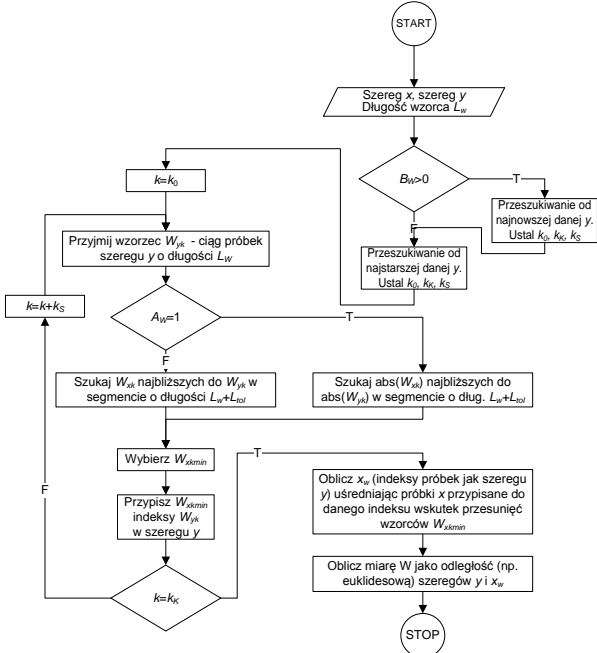 START
Szereg x, szereg y
Długość wzorca Lw
BW>0
T
F
Przeszukiwanie od
najnowszej danej y.
Ustal k0, kK, kS
Przeszukiwanie od
najstarszej danej y.
Ustal k0, kK, kS
k=k0
Przyjmij wzorzec Wyk - ciąg próbek
szeregu y o długości LW
k=k+kS
AW=1
T
F
Szukaj Wxk najbliższych do Wyk w
segmencie o długości Lw+Ltol
Szukaj abs(Wxk) najbliższych do
abs(Wyk) w segmencie o dług. Lw+Ltol
Wybierz Wxkmin
Przypisz Wxkmin
indeksy Wyk
w szeregu y
k=kK
F
T
Oblicz xw (indeksy próbek jak szeregu
y) uśredniając próbki x przypisane do
danego indeksu wskutek przesunięć
wzorców Wxkmin
Oblicz miarę W jako odległość (np.
euklidesową) szeregów y i xw
STOP